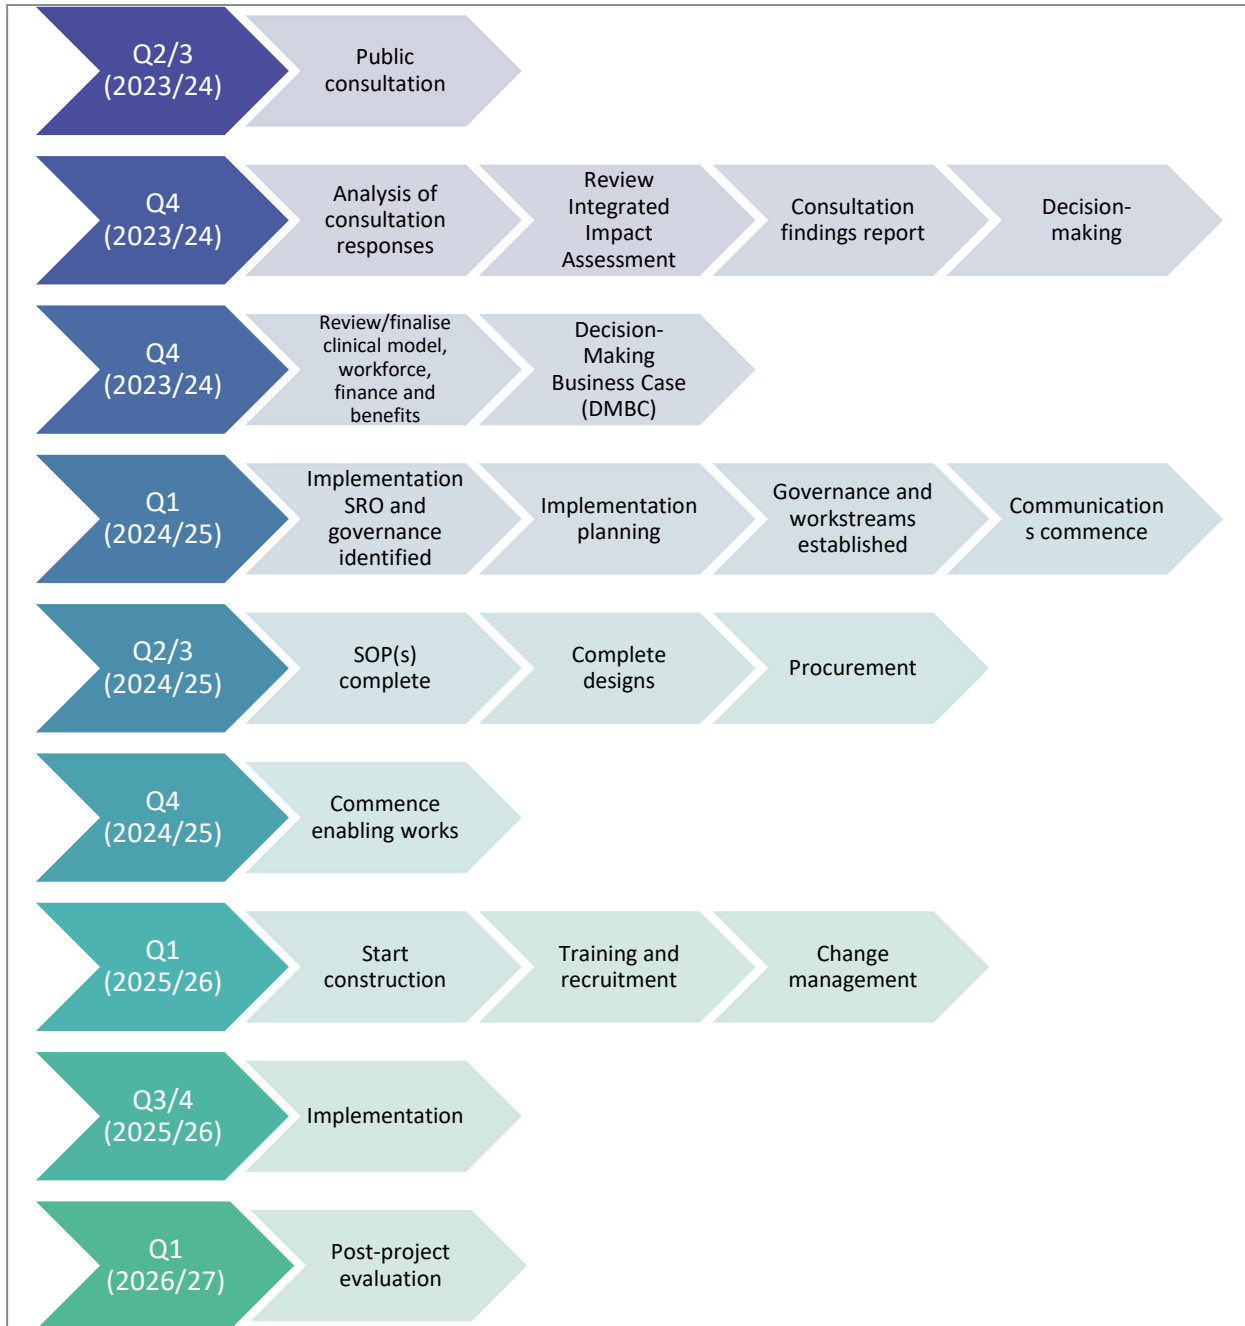 Q2/3
(2023/24)
Public
consultation
Q4
(2023/24)
Analysis of
consultation
responses
Review
Integrated
Impact
Assessment
Consultation
findings report
Decision-
making
Q4
(2023/24)
Review/finalise
clinical model,
workforce,
finance and
benefits
Decision-
Making
Business Case
(DMBC)
Q1
(2024/25)
Implementation
SRO and
governance
identified
Implementation
planning
Governance and
workstreams
established
Communication
s commence
Q2/3
(2024/25)
SOP(s)
complete
Complete
designs
Procurement
Q4
(2024/25)
Commence
enabling works
Q1
(2025/26)
Start
construction
Training and
recruitment
Change
management
Q3/4
(2025/26)
Implementation
Q1
(2026/27)
Post-project
evaluation